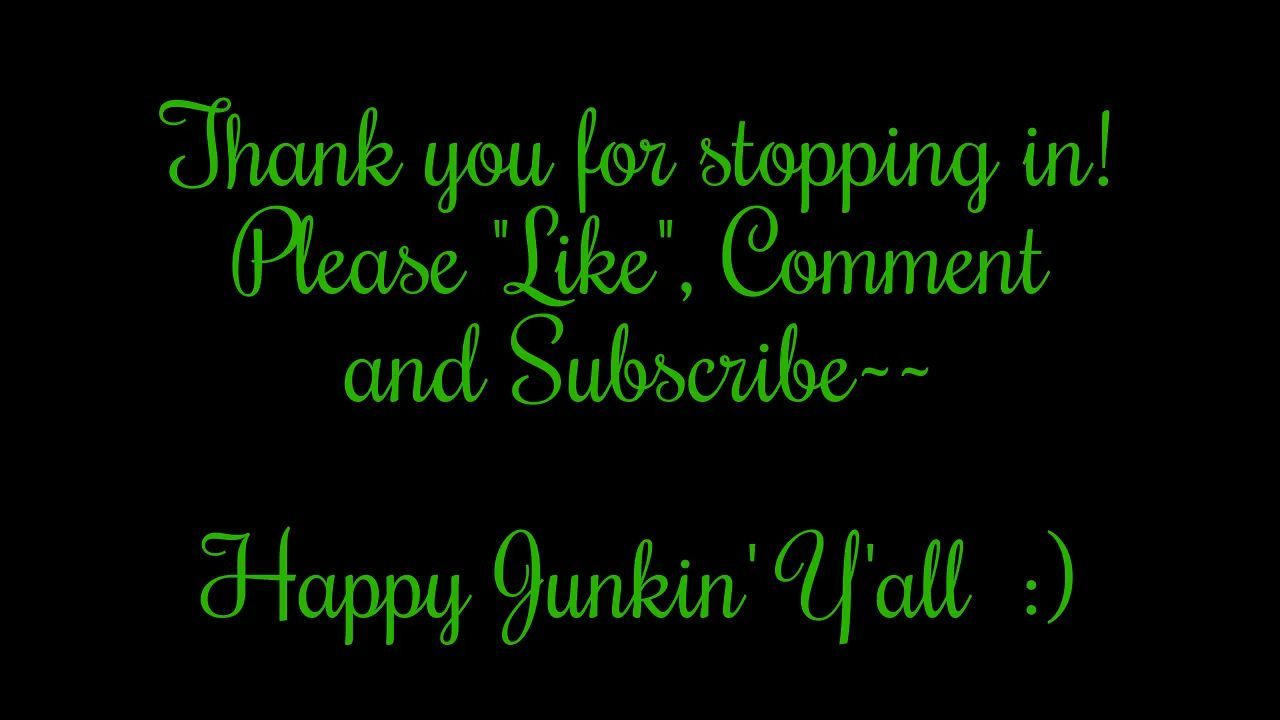 Thank you for stopping in!
Please "Like", Comment
and Subscribe~~
Happy Junkin' Y'all :)